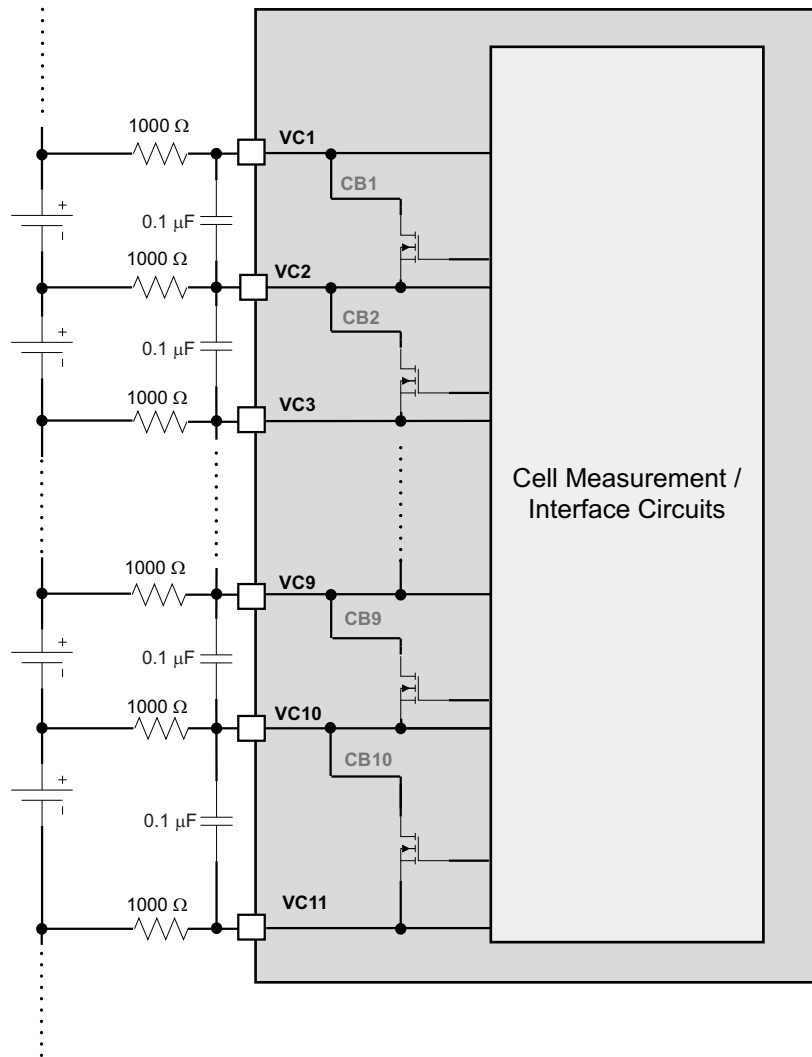 1000 Ω
VC1
CB1
+
-
0.1 μF
1000 Ω
VC2
CB2
+
-
0.1 μF
1000 Ω
VC3
Cell Measurement /
Interface Circuits
1000 Ω
VC9
CB9
+
-
0.1 μF
1000 Ω
VC10
CB10
+
-
0.1 μF
1000 Ω
VC11